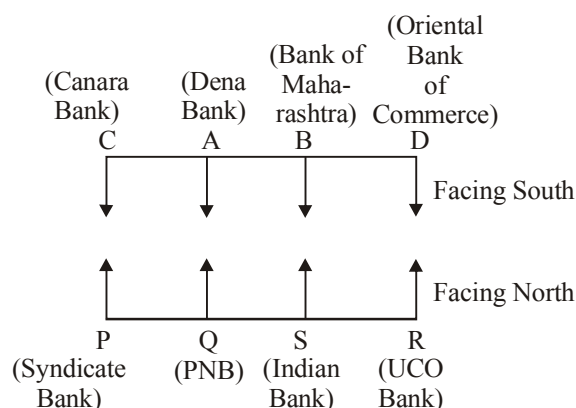 (Oriental
(Bank of Bank
(Canara (Dena Maha- of
Bank) Bank) rashtra) Commerce)
C A B D
Facing South
Facing North
P Q S R
(Syndicate (PNB) (Indian (UCO
Bank) Bank) Bank)